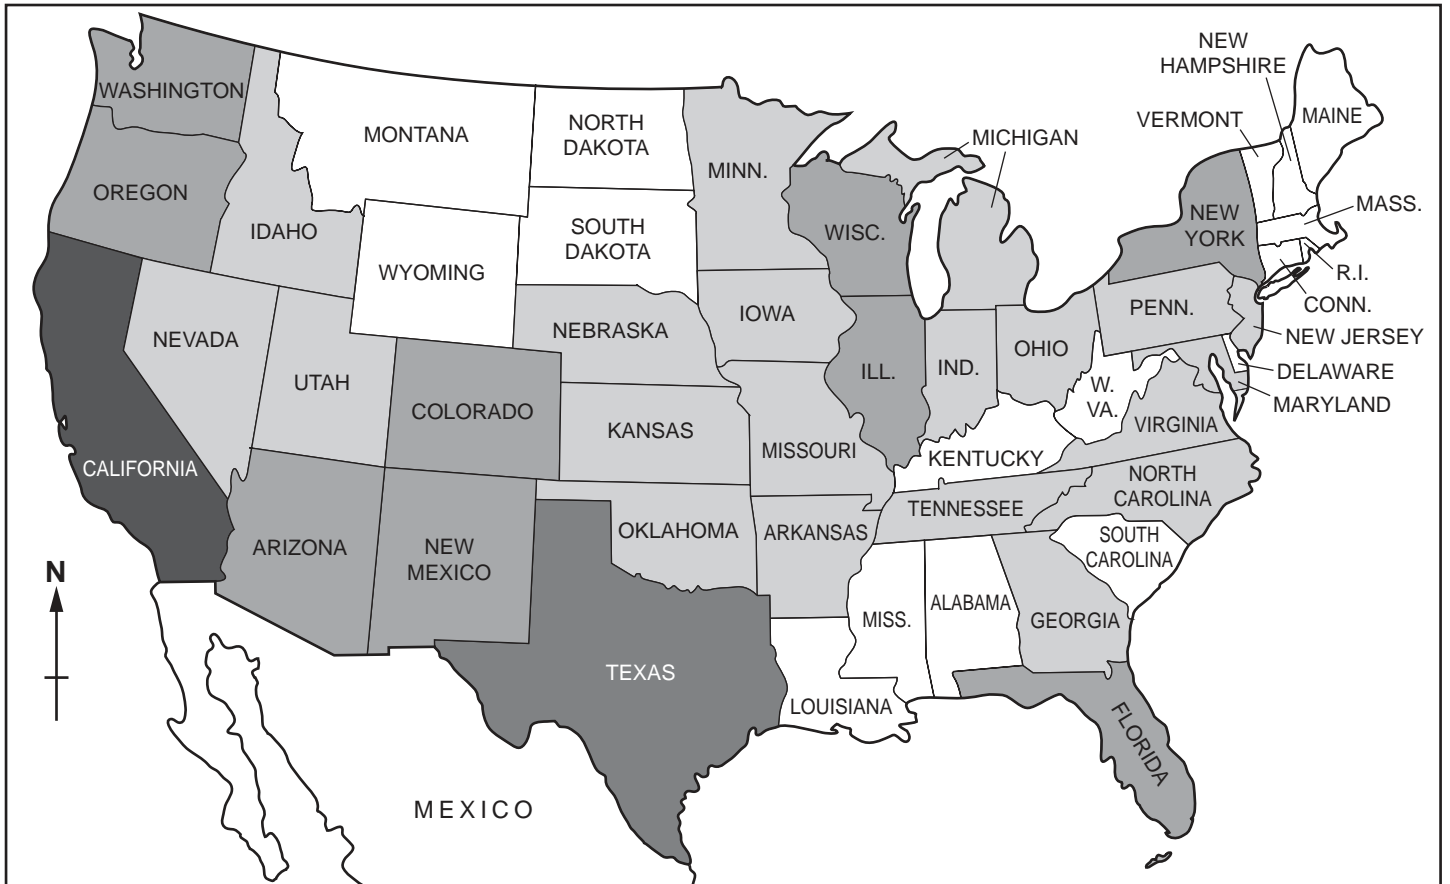 NEW
HAMPSHIRE
WASHINGTON
MONTANA
NORTH
DAKOTA
MINN.
MICHIGAN
VERMONT
MAINE
OREGON
IDAHO
WYOMING
SOUTH
DAKOTA
WISC.
NEW
YORK
MASS.
R.I.
CONN.
NEVADA
UTAH
COLORADO
NEBRASKA
IOWA
ILL.
IND.
OHIO
PENN.
NEW JERSEY
DELAWARE
MARYLAND
W.
VA.
VIRGINIA
CALIFORNIA
KANSAS
MISSOURI
KENTUCKY
NORTH
CAROLINA
ARIZONA
NEW
MEXICO
OKLAHOMA
ARKANSAS
TENNESSEE
SOUTH
CAROLINA
N
TEXAS
LOUISIANA
MISS.
ALABAMA
GEORGIA
FLORIDA
MEXICO